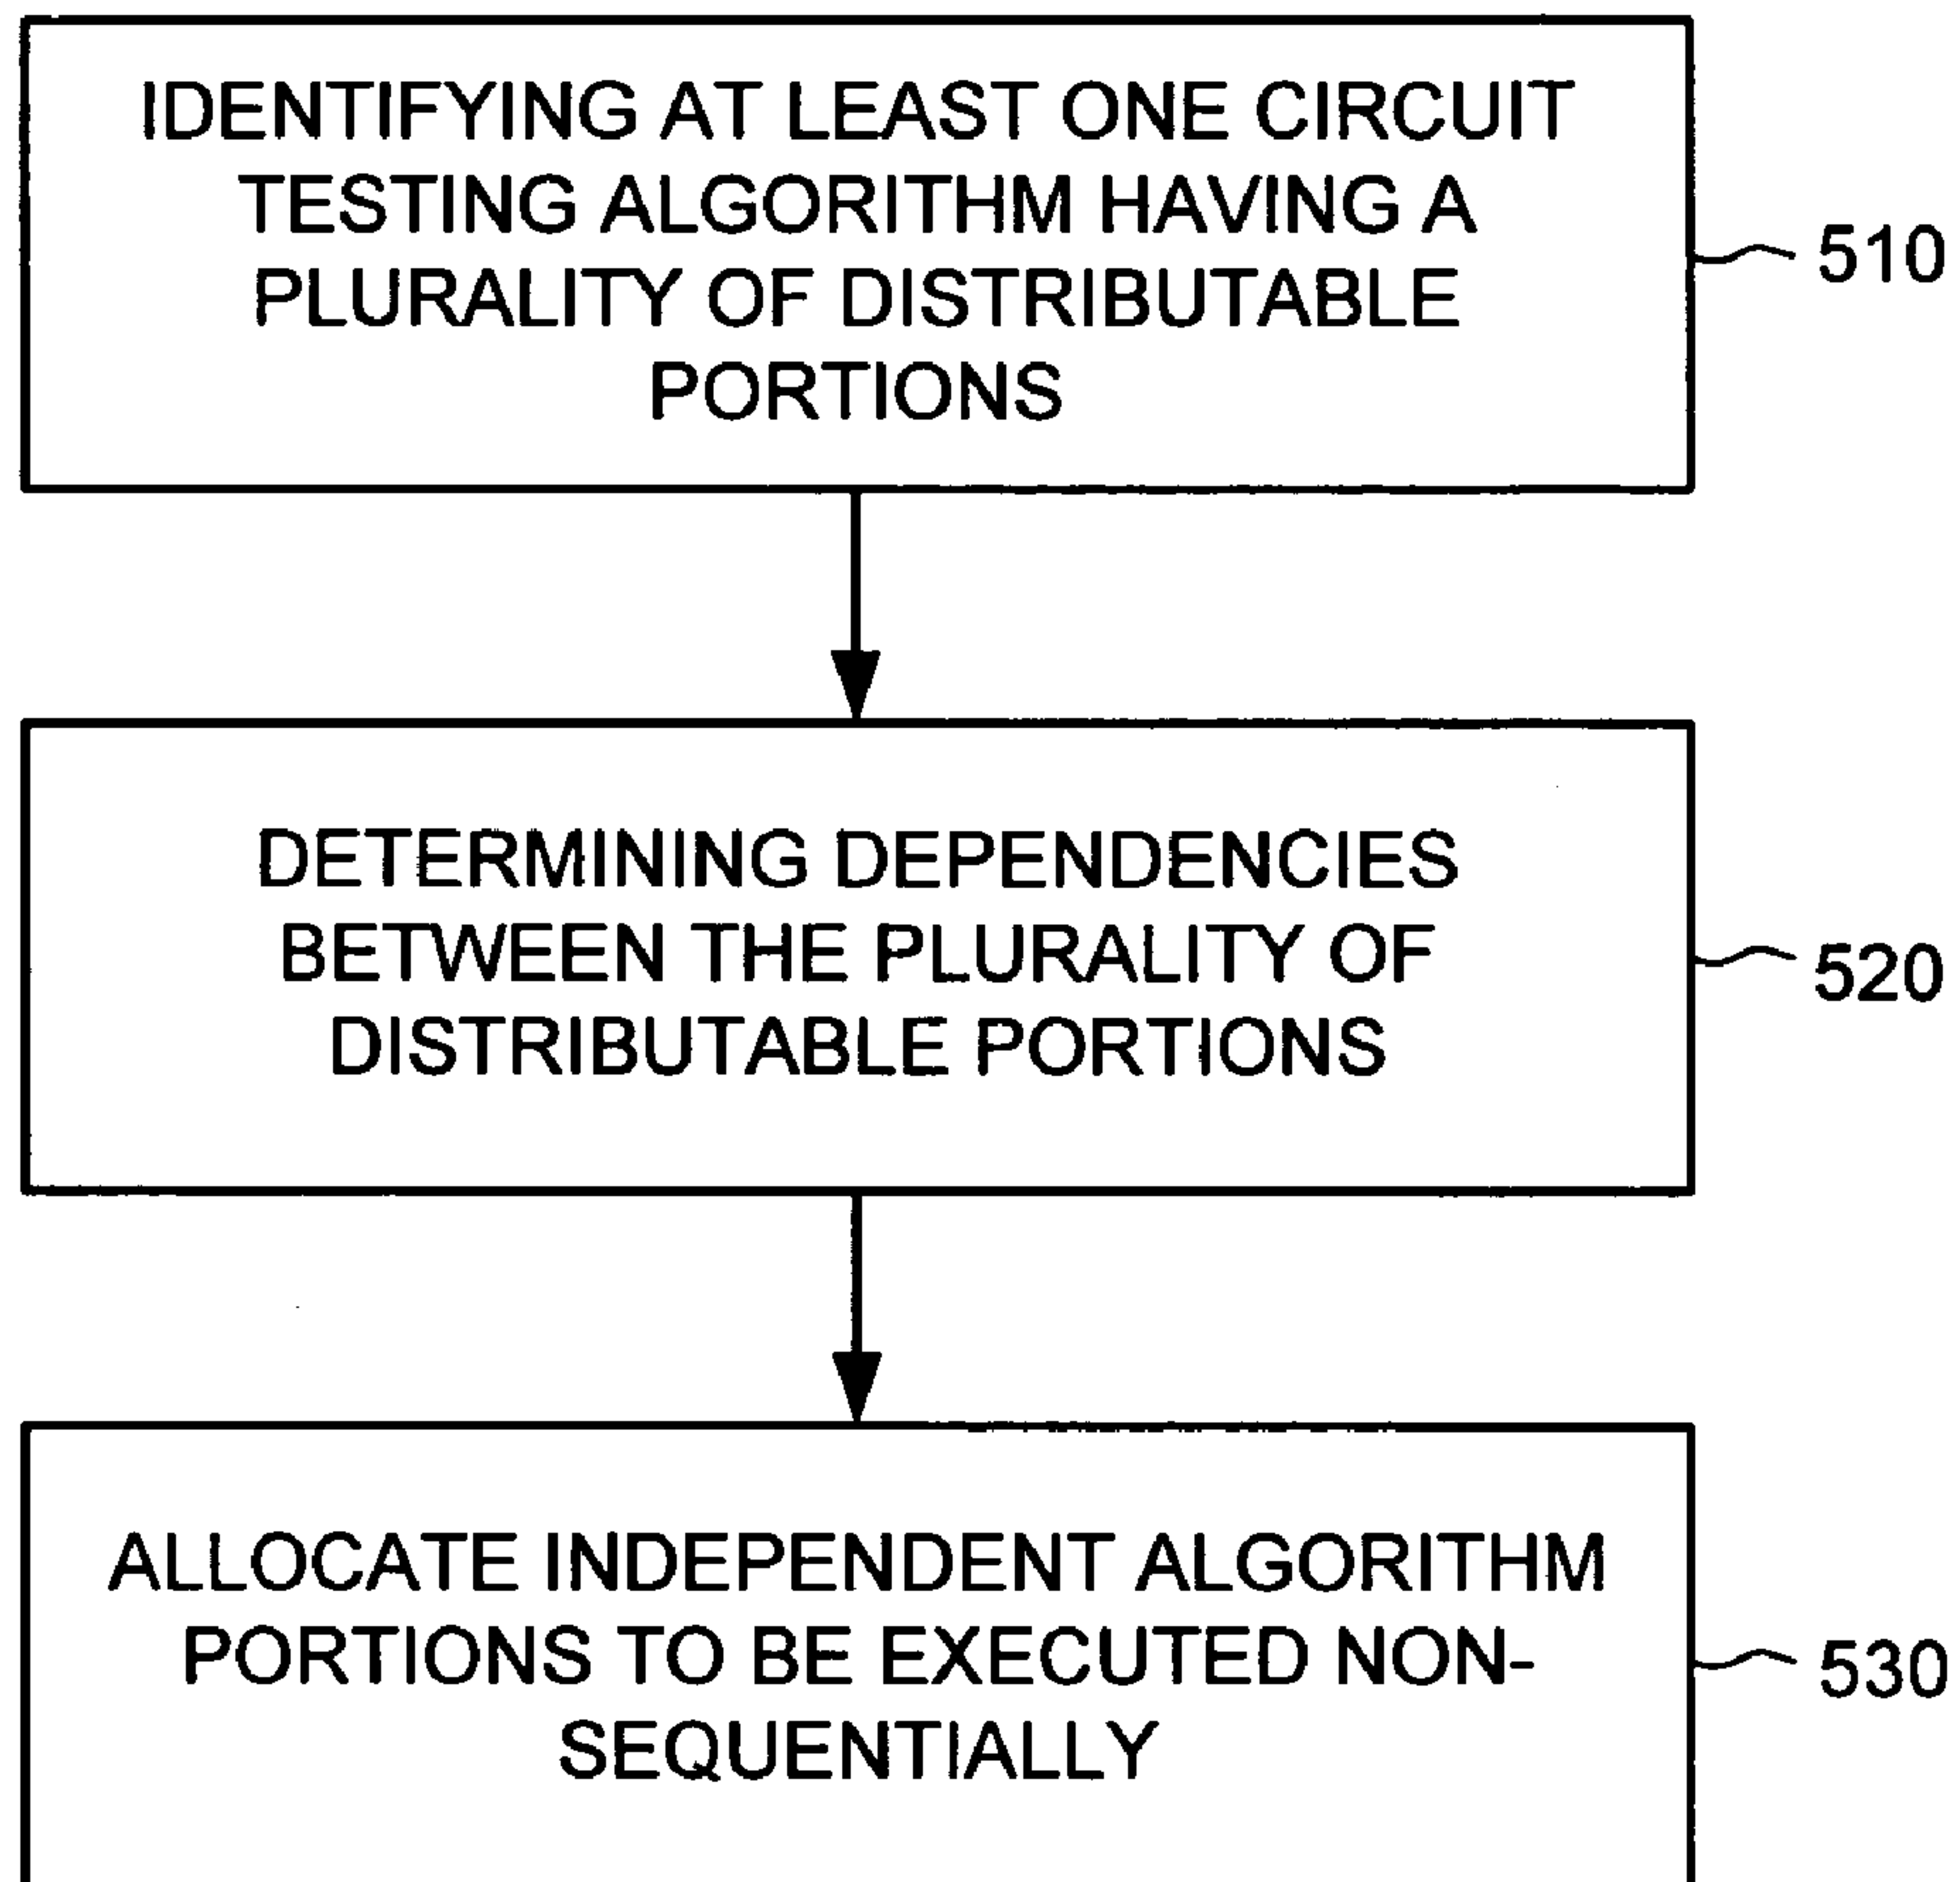 IDENTIFYING AT LEAST ONE CIRCUIT
TESTING ALGORITHM HAVING A
PLURALITY OF DISTRIBUTABLE
PORTIONS
510
DETERMINING DEPENDENCIES
BETWEEN THE PLURALITY OF
DISTRIBUTABLE PORTIONS
520
ALLOCATE INDEPENDENT ALGORITHM
PORTIONS TO BE EXECUTED NON-
SEQUENTIALLY
530